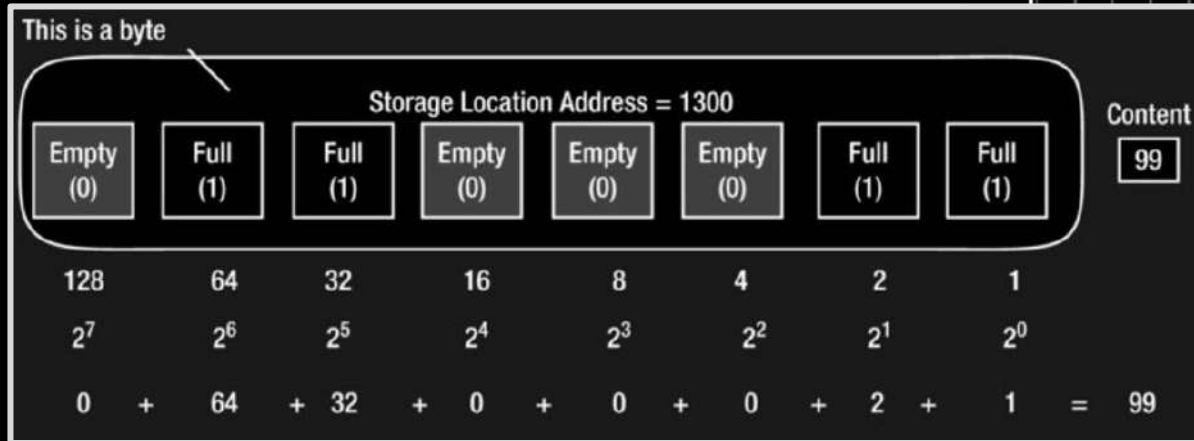 This is a byte
Storage Location Address = 1300
Content
Empty Full Full Empty Empty Empty Full Full
99
(0) (1) (1) (0) (0) (0) (1) (1)
128 64 32 16 8 4 2 1
2⁷ 2⁶ 2⁵ 2⁴ 2³ 2² 2¹ 2⁰
0 + 64 + 32 + 0 + 0 + 0 + 2 + 1 = 99